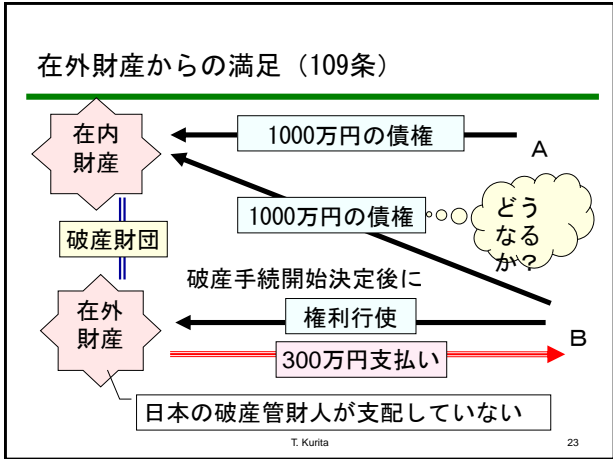 在外財産からの満足（109条）
在内
財産
1000万円の債権
A
1000万円の債権
どう
なる
か?
破産財団
破産手続開始決定後に
在外
財産
権利行使
B
300万円支払い
日本の破産管財人が支配していない
T. Kurita
23